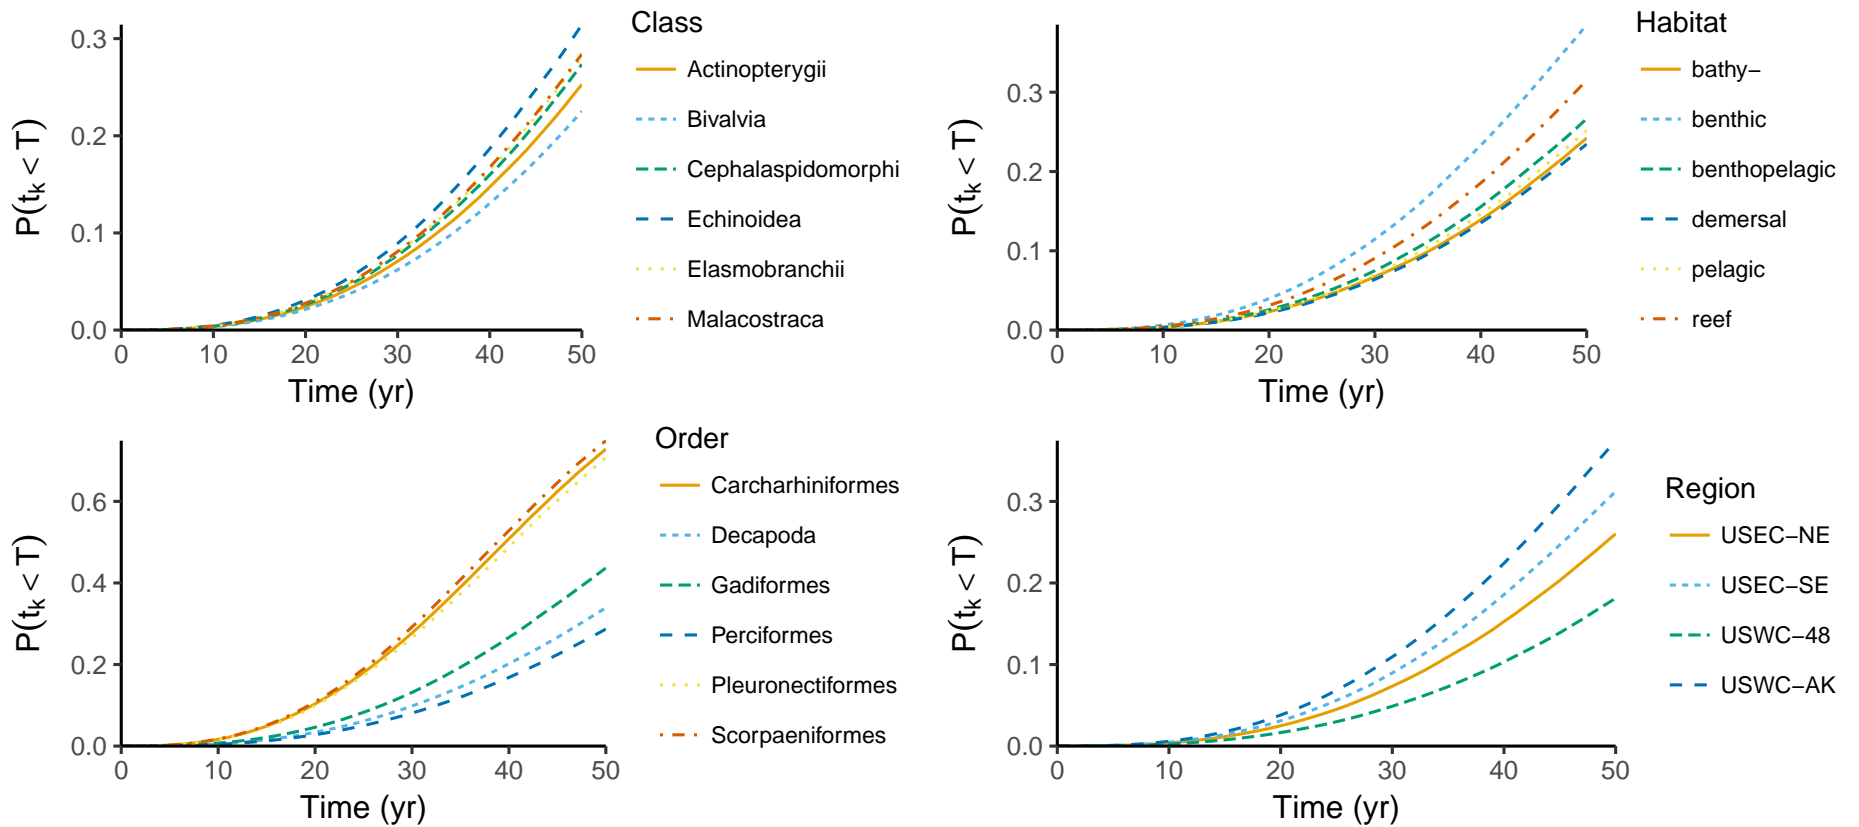 Class
0.3
0.2
0.1
0.0
P(tk < T)
0 10 20 30 40 50
Time (yr)
Actinopterygii
Bivalvia
Cephalaspidomorphi
Echinoidea
Elasmobranchii
Malacostraca
Habitat
0.3
0.2
0.1
0.0
P(tk < T)
0 10 20 30 40 50
Time (yr)
bathy−
benthic
benthopelagic
demersal
pelagic
reef
Order
0.6
0.4
0.2
0.0
P(tk < T)
0 10 20 30 40 50
Time (yr)
Carcharhiniformes
Decapoda
Gadiformes
Perciformes
Pleuronectiformes
Scorpaeniformes
Region
0.3
0.2
0.1
0.0
P(tk < T)
0 10 20 30 40 50
Time (yr)
USEC−NE
USEC−SE
USWC−48
USWC−AK